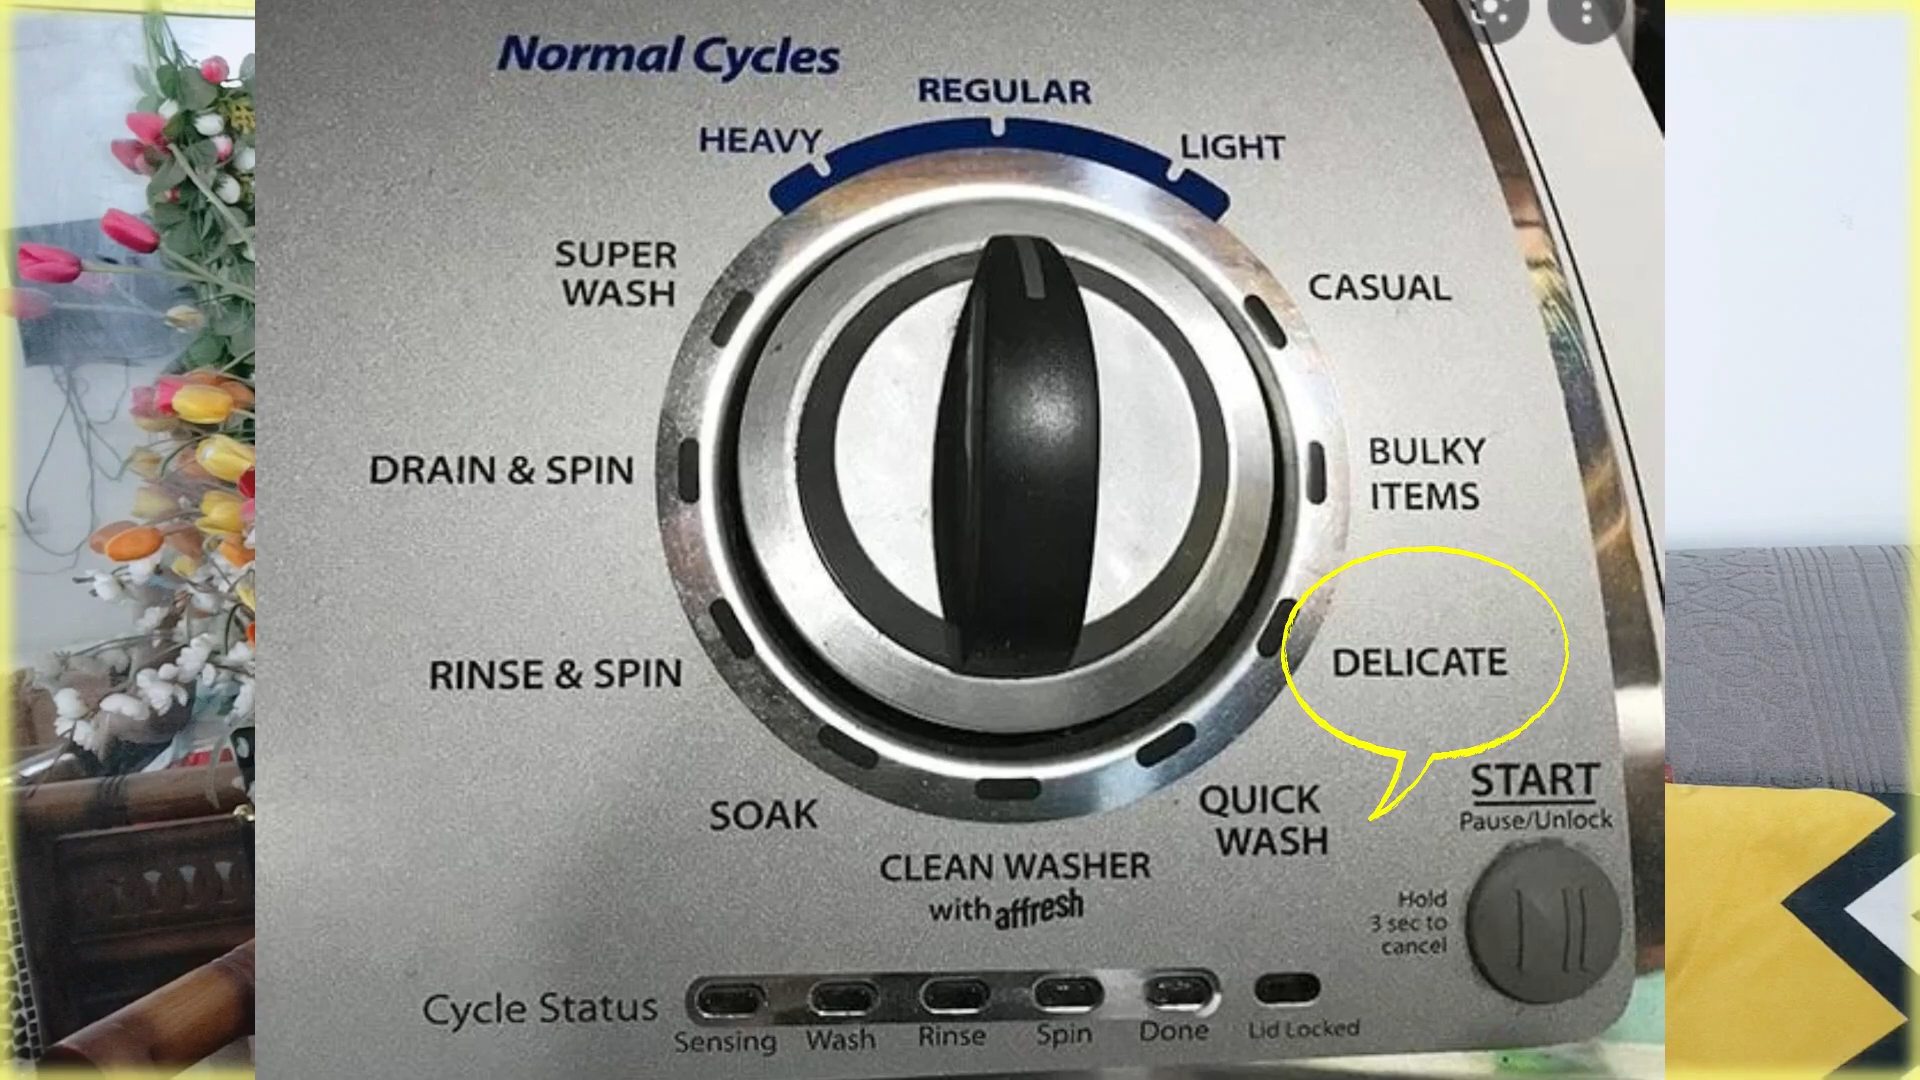 Normal Cycles
REGULAR
HEAVY
LIGHT
SUPER
WASH
CASUAL
DRAIN & SPIN
BULKY
ITEMS
RINSE & SPIN
DELICATE
SOAK
QUICK
WASH
CLEAN WASHER
with affresh
START
Pause/Unlock
Hold
3 sec to
cancel
Cycle Status
Sensing
Wash
Rinse
Spin
Done
Lid Locked